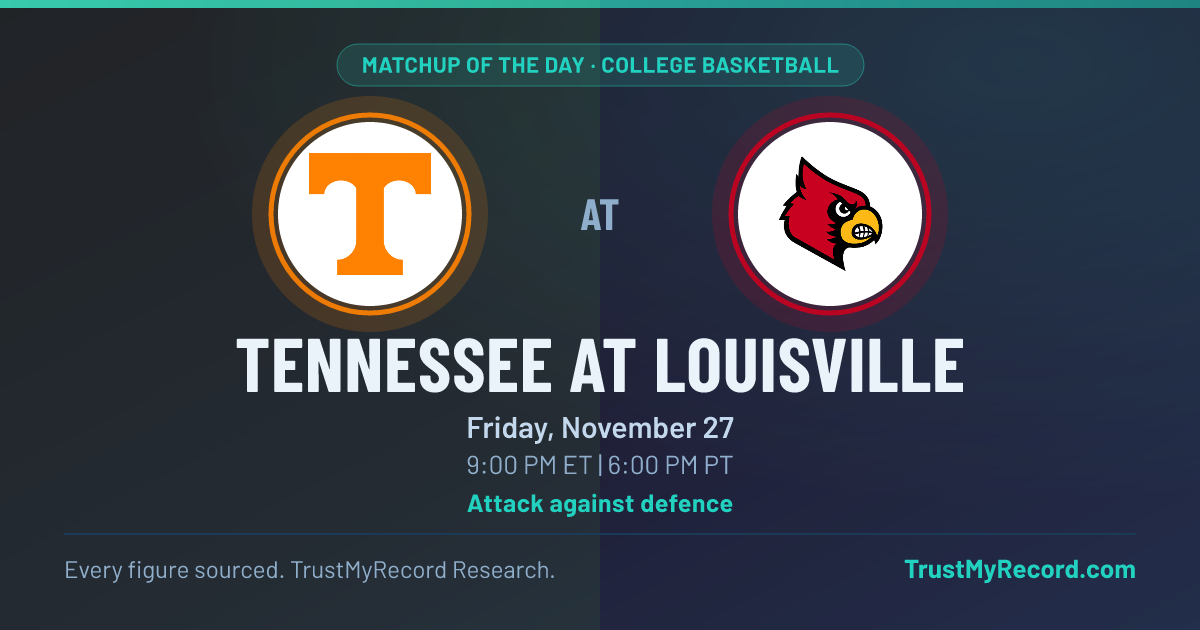 MATCHUP OF THE DAY · COLLEGE BASKETBALL
T
AT
TENNESSEE AT LOUISVILLE
Friday, November 27
9:00 PM ET | 6:00 PM PT
Attack against defence
Every figure sourced. TrustMyRecord Research.
TrustMyRecord.com